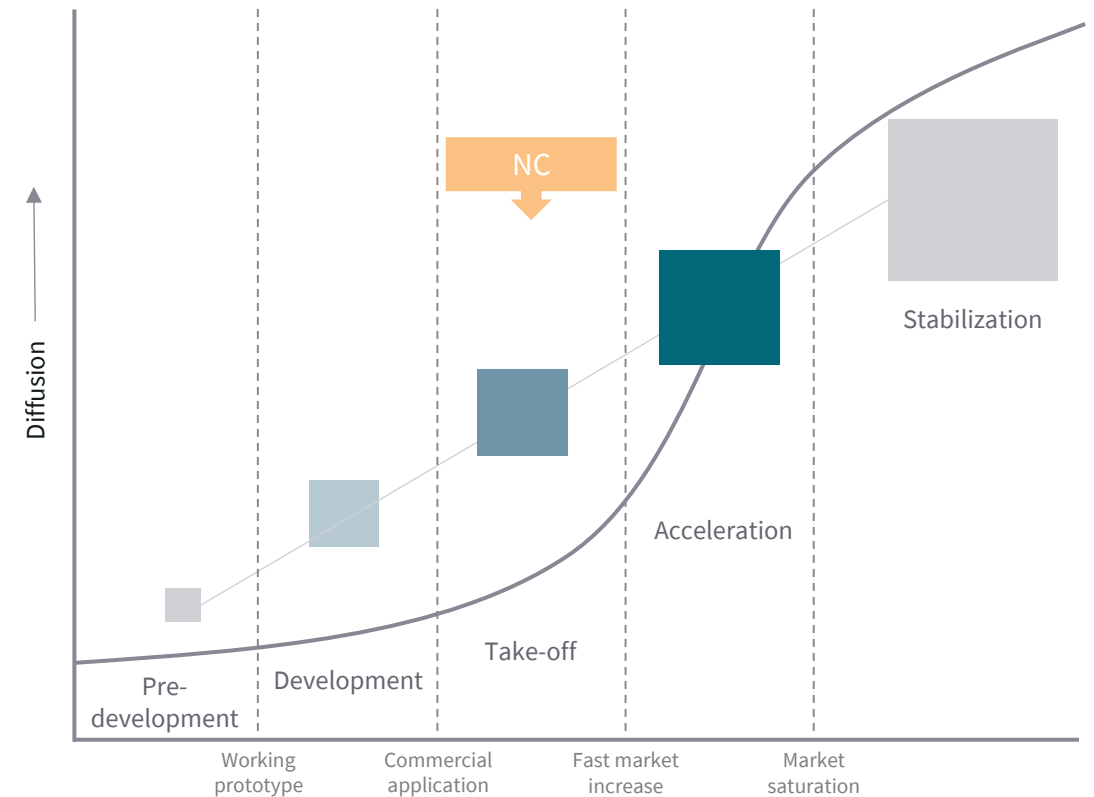 NC
Diffusion
Stabilization
Acceleration
Take-off
Development
Pre-
development
Working
prototype
Commercial
application
Fast market
increase
Market
saturation